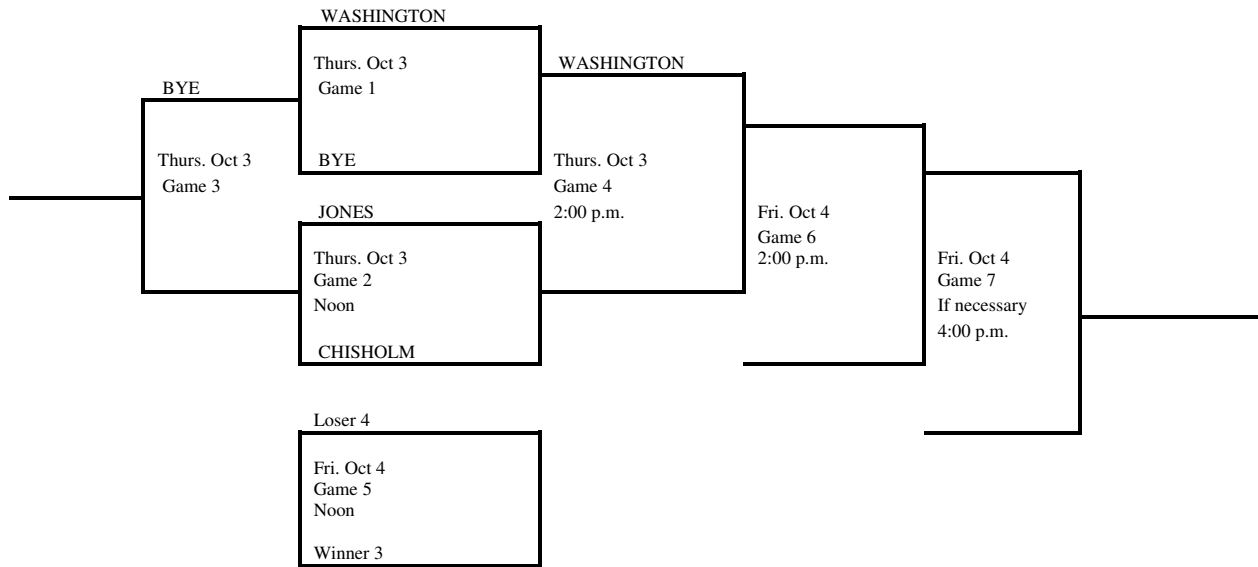 WASHINGTON
Thurs. Oct 3
Game 1
BYE
WASHINGTON
BYE
Thurs. Oct 3
Game 3
Thurs. Oct 3
Game 4
2:00 p.m.
JONES
Thurs. Oct 3
Game 2
Noon
CHISHOLM
Fri. Oct 4
Game 6
2:00 p.m.
Fri. Oct 4
Game 7
If necessary
4:00 p.m.
Loser 4
Fri. Oct 4
Game 5
Noon
Winner 3